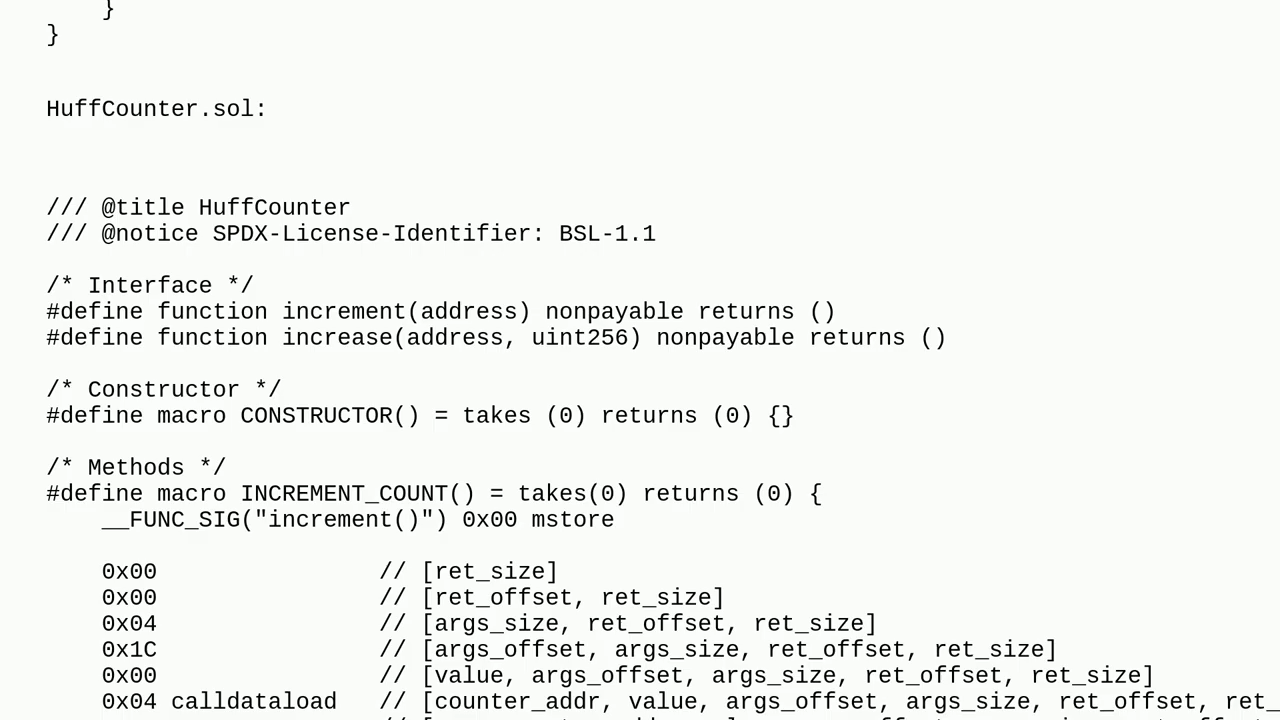 }
}
HuffCounter.sol:
/// @title HuffCounter
/// @notice SPDX-License-Identifier: BSL-1.1
/* Interface */
#define function increment(address) nonpayable returns ()
#define function increase(address, uint256) nonpayable returns ()
/* Constructor */
#define macro CONSTRUCTOR() = takes (0) returns (0) {}
/* Methods */
#define macro INCREMENT_COUNT() = takes(0) returns (0) {
__FUNC_SIG("increment()") 0x00 mstore
0x00 // [ret_size]
0x00 // [ret_offset, ret_size]
0x04 // [args_size, ret_offset, ret_size]
0x1C // [args_offset, args_size, ret_offset, ret_size]
0x00 // [value, args_offset, args_size, ret_offset, ret_size]
0x04 calldataload // [counter_addr, value, args_offset, args_size, ret_offset, ret_